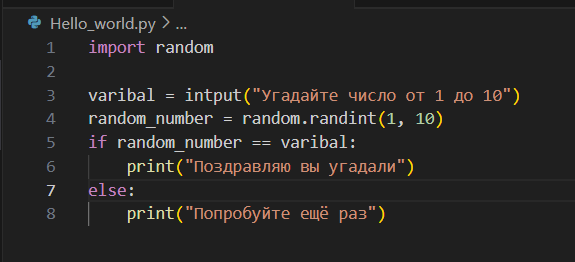 Hello_world.py > ...
1 import random
2
3 varibal = intput("Угадайте число от 1 до 10")
4 random_number = random.randint(1, 10)
5 if random_number == varibal:
6 print("Поздравляю вы угадали")
7 else:
8 print("Попробуйте ещё раз")